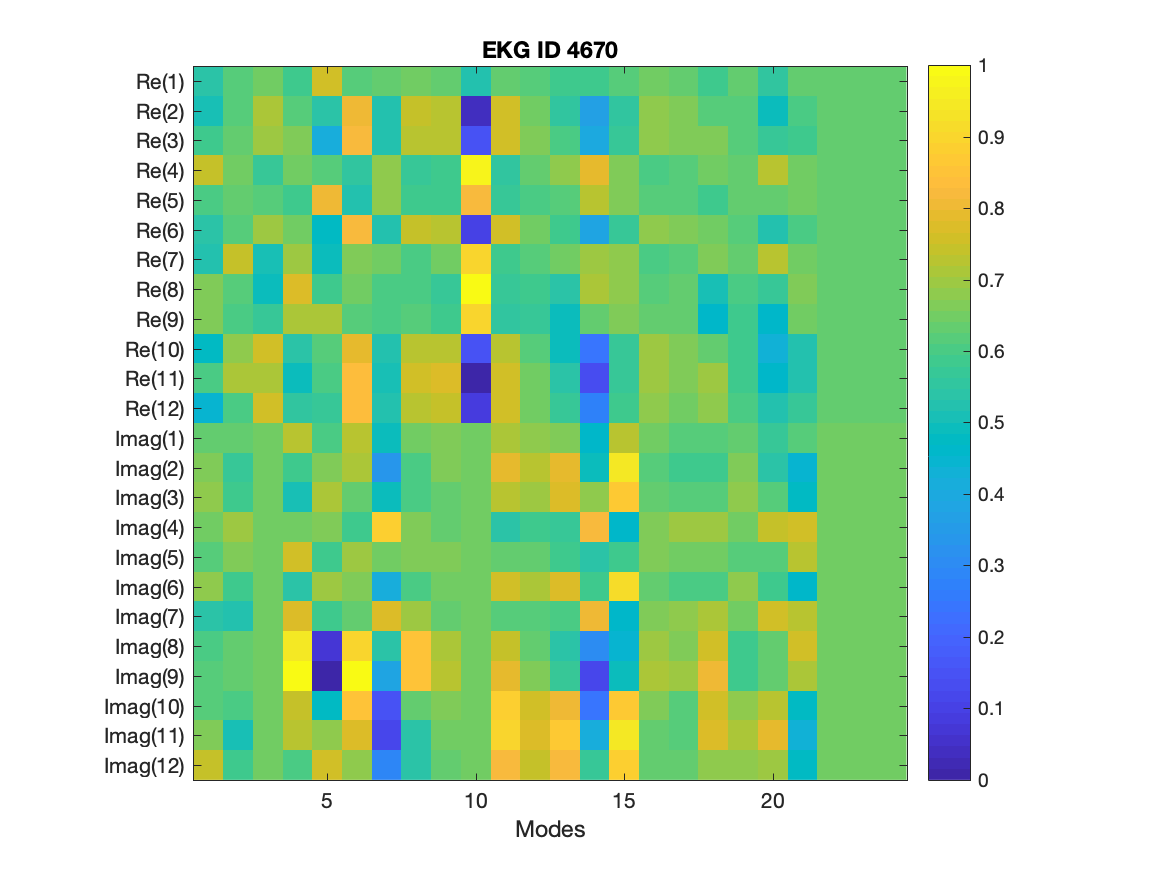 EKG ID 4670
Re(1)
Re(2)
Re(3)
Re(4)
Re(5)
Re(6)
Re(7)
Re(8)
Re(9)
Re(10)
Re(11)
Re(12)
Imag(1)
Imag(2)
Imag(3)
Imag(4)
Imag(5)
Imag(6)
Imag(7)
Imag(8)
Imag(9)
Imag(10)
Imag(11)
Imag(12)
5 10 15 20
Modes
1
0.9
0.8
0.7
0.6
0.5
0.4
0.3
0.2
0.1
0